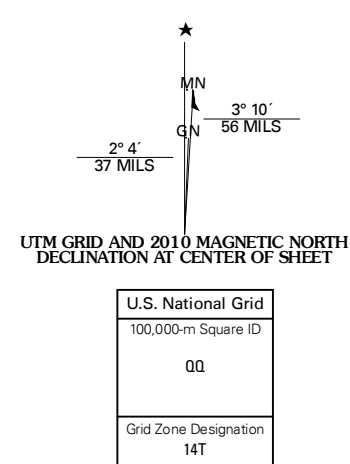 ★
MN
GN
3° 10´
56 MILS
2° 4´
37 MILS
UTM GRID AND 2010 MAGNETIC NORTH
DECLINATION AT CENTER OF SHEET
U.S. National Grid
100,000-m Square ID
QQ
Grid Zone Designation
14T